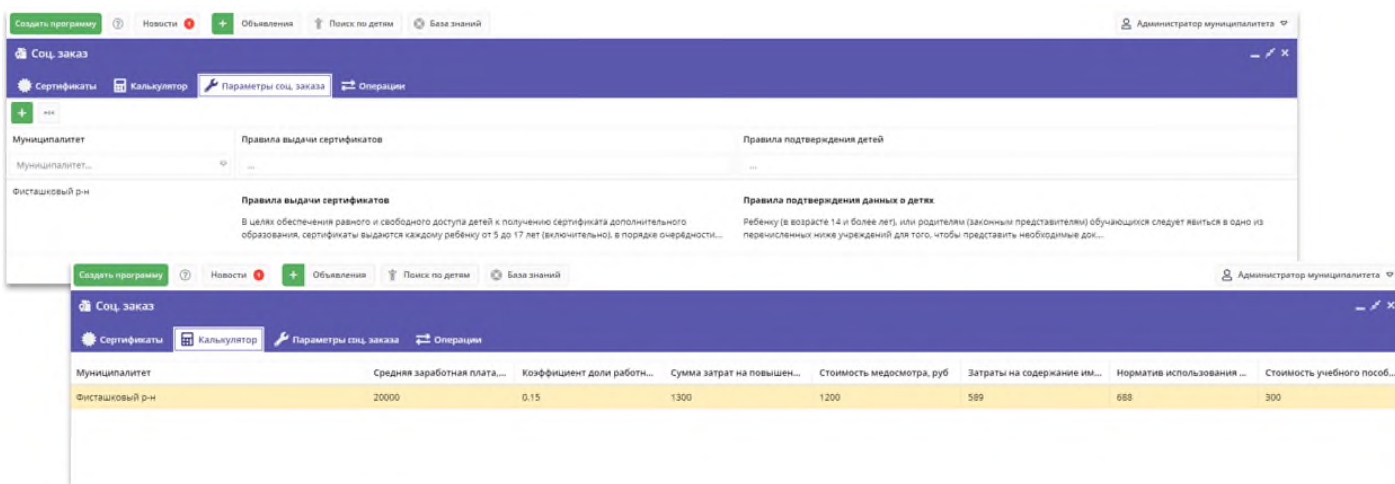 Создать программу Новости 1 Объявления Поиск по детям База знаний Администратор муниципалитета
Соц. заказ
Сертификаты Калькулятор Параметры соц. заказа Операции
Муниципалитет Правила выдачи сертификатов Правила подтверждения детей
Муниципалитет... ... ...
Фисташковый р-н
Правила выдачи сертификатов Правила подтверждения данных о детях
В целях обеспечения равного и свободного доступа детей к получению сертификата дополнительного Ребенку (в возрасте 14 и более лет), или родителям (законным представителям) обучающихся следует явиться в одно из
образования, сертификаты выдаются каждому ребёнку от 5 до 17 лет (включительно), в порядке очерёдности... перечисленных ниже учреждений для того, чтобы представить необходимые док...
Создать программу Новости 1 Объявления Поиск по детям База знаний Администратор муниципалитета
Соц. заказ
Сертификаты Калькулятор Параметры соц. заказа Операции
Муниципалитет Средняя заработная плата,... Коэффициент доли работн... Сумма затрат на повышен... Стоимость медосмотра, руб Затраты на содержание им... Норматив использования ... Стоимость учебного пособ...
Фисташковый р-н 20000 0.15 1300 1200 589 688 300